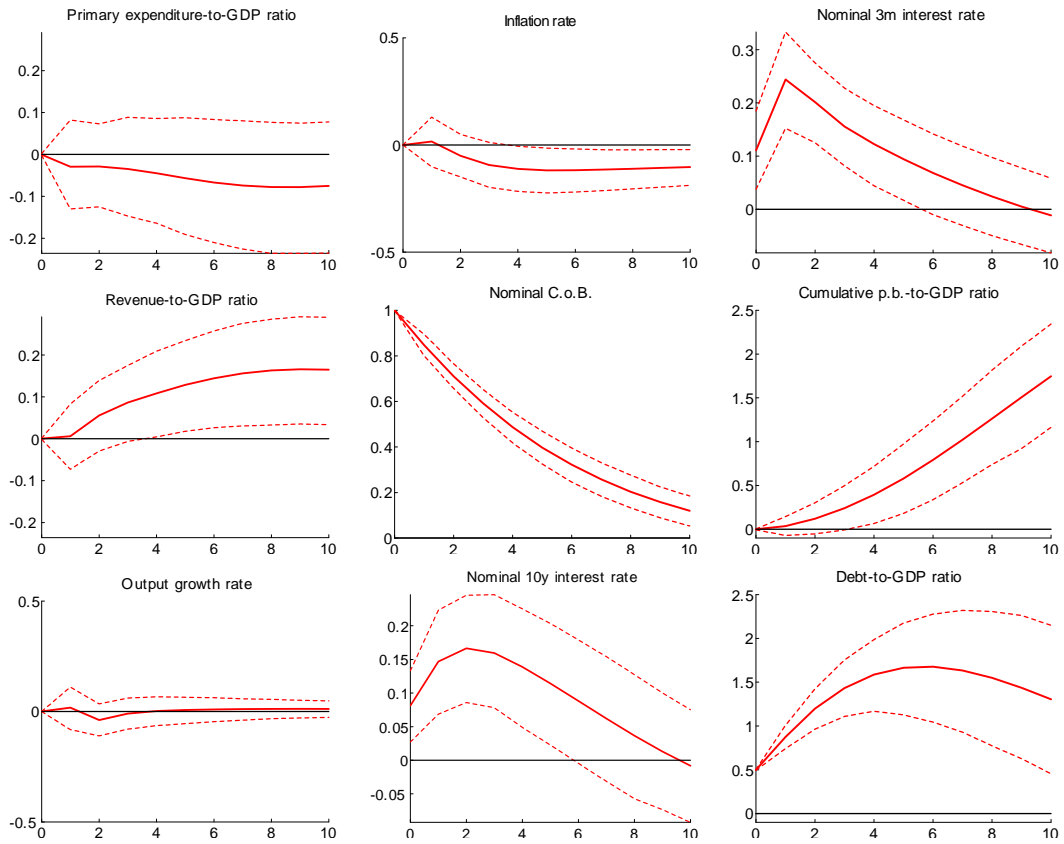 Primary expenditure-to-GDP ratio
0.2
0.1
0
-0.1
-0.2
0 2 4 6 8 10
Inflation rate
0.5
0
-0.5
0 2 4 6 8 10
Nominal 3m interest rate
0.3
0.2
0.1
0
0 2 4 6 8 10
Revenue-to-GDP ratio
0.2
0.1
0
-0.1
-0.2
0 2 4 6 8 10
Nominal C.o.B.
1
0.8
0.6
0.4
0.2
0
0 2 4 6 8 10
Cumulative p.b.-to-GDP ratio
2.5
2
1.5
1
0.5
0
0 2 4 6 8 10
Output growth rate
0.5
0
-0.5
0 2 4 6 8 10
Nominal 10y interest rate
0.2
0.15
0.1
0.05
0
-0.05
0 2 4 6 8 10
Debt-to-GDP ratio
2.5
2
1.5
1
0.5
0
0 2 4 6 8 10